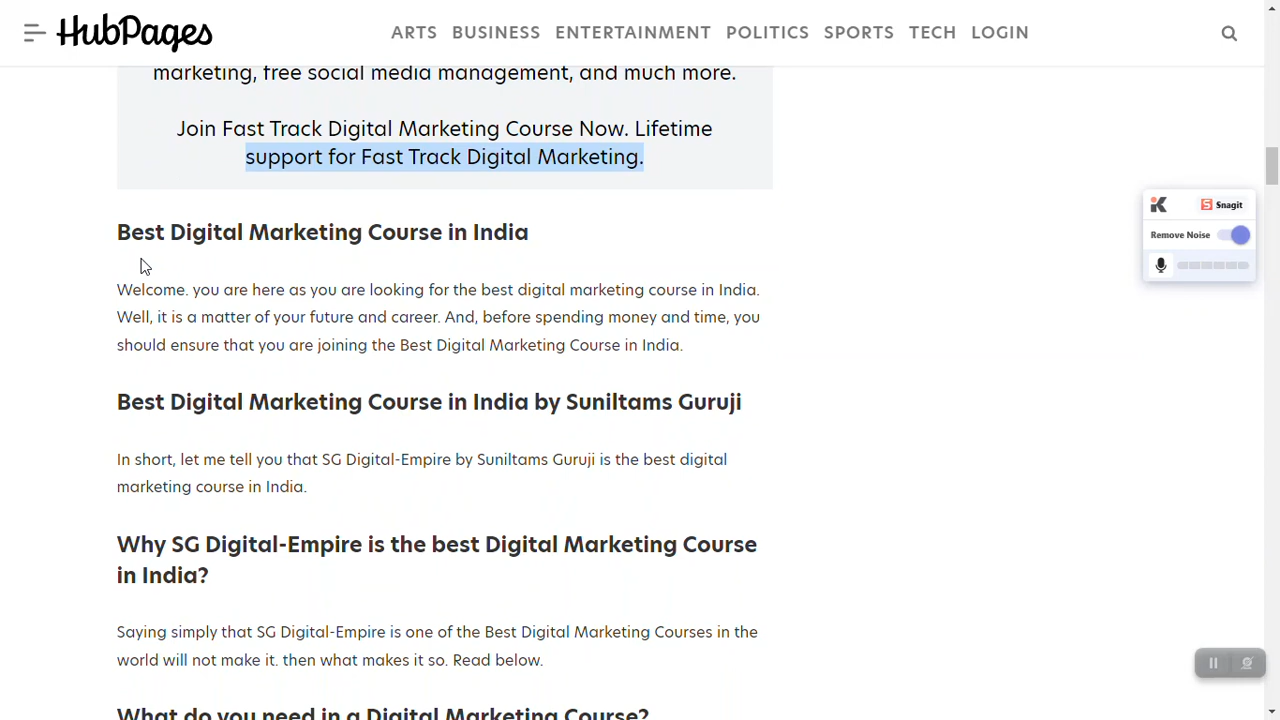 HubPages
ARTS BUSINESS ENTERTAINMENT POLITICS SPORTS TECH LOGIN
marketing, free social media management, and much more.
Join Fast Track Digital Marketing Course Now. Lifetime
support for Fast Track Digital Marketing.
Snagit
Remove Noise
Best Digital Marketing Course in India
Welcome. you are here as you are looking for the best digital marketing course in India.
Well, it is a matter of your future and career. And, before spending money and time, you
should ensure that you are joining the Best Digital Marketing Course in India.
Best Digital Marketing Course in India by Suniltams Guruji
In short, let me tell you that SG Digital-Empire by Suniltams Guruji is the best digital
marketing course in India.
Why SG Digital-Empire is the best Digital Marketing Course
in India?
Saying simply that SG Digital-Empire is one of the Best Digital Marketing Courses in the
world will not make it. then what makes it so. Read below.
What do you need in a Digital Marketing Course?